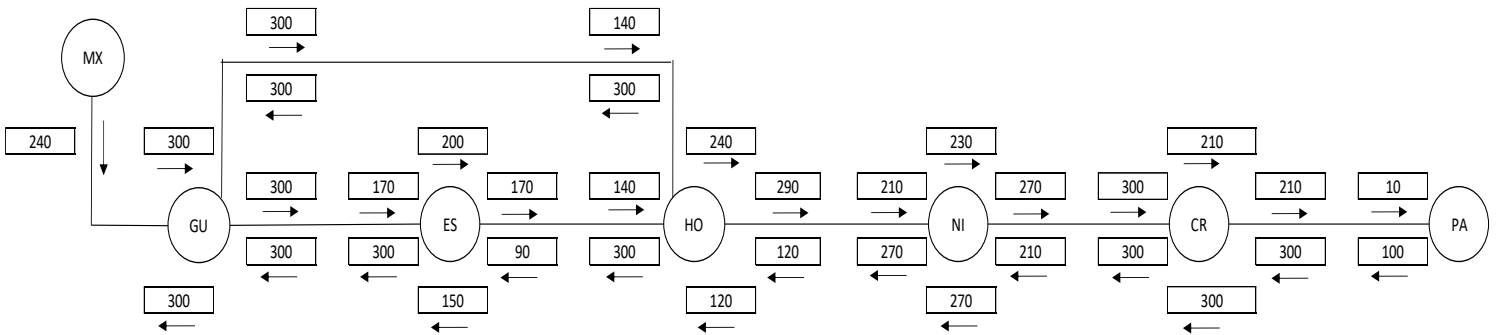 300 140
MX
300 300
240 300 200 240 230 210
300 170 170 140 290 210 270 300 210 10
GU ES HO NI CR PA
300 300 90 300 120 270 210 300 300 100
300 150 120 270 300